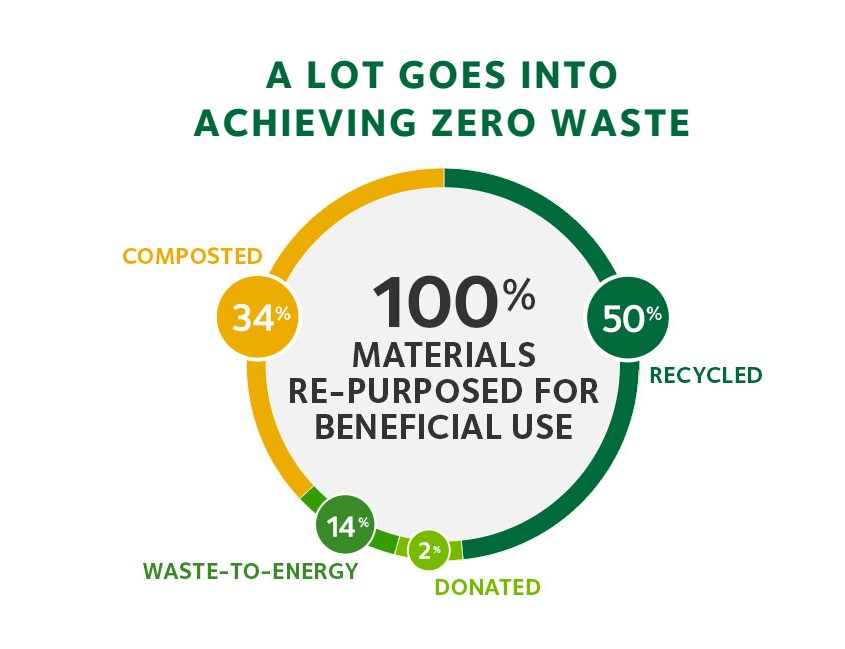 A LOT GOES INTO
ACHIEVING ZERO WASTE
COMPOSTED
34%
100%
MATERIALS
RE-PURPOSED FOR
BENEFICIAL USE
50%
RECYCLED
14%
WASTE-TO-ENERGY
2%
DONATED